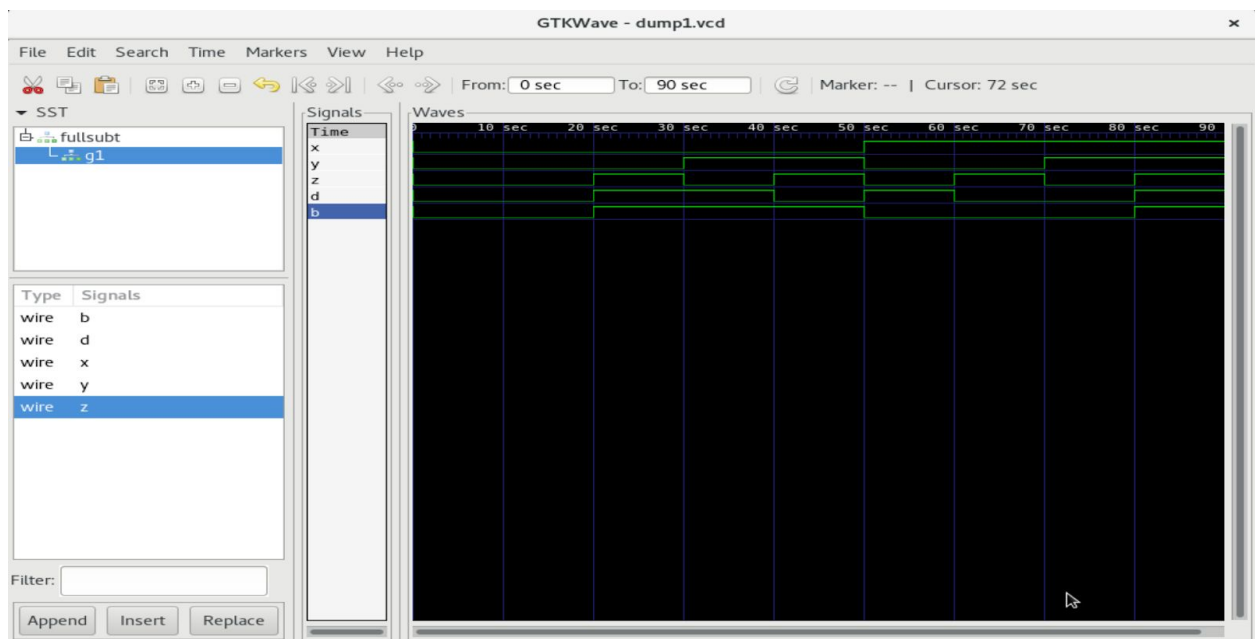 GTKWave - dump1.vcd
File Edit Search Time Markers View Help
From: 0 sec To: 90 sec Marker: -- | Cursor: 72 sec
SST
fullsubt
g1
Type Signals
wire b
wire d
wire x
wire y
wire z
Filter:
Append Insert Replace
Signals
Time
x
y
z
d
b
Waves
0 10 sec 20 sec 30 sec 40 sec 50 sec 60 sec 70 sec 80 sec 90